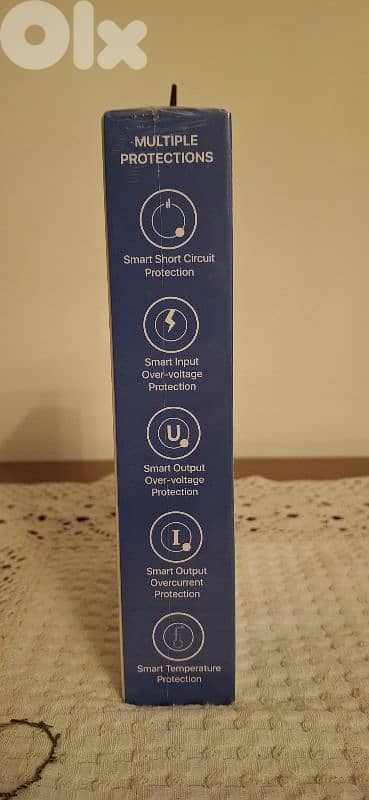 OLX
MULTIPLE
PROTECTIONS
Smart Short Circuit
Protection
Smart Input
Over-voltage
Protection
U
Smart Output
Over-voltage
Protection
I
Smart Output
Overcurrent
Protection
Smart Temperature
Protection